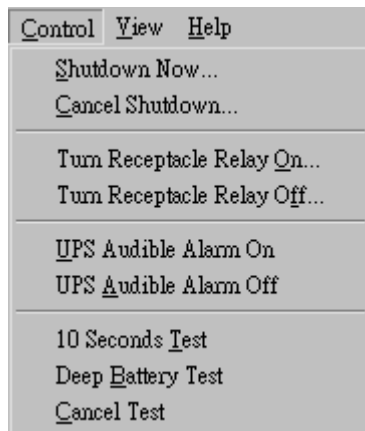 Control View Help
Shutdown Now...
Cancel Shutdown...
Turn Receptacle Relay On...
Turn Receptacle Relay Off...
UPS Audible Alarm On
UPS Audible Alarm Off
10 Seconds Test
Deep Battery Test
Cancel Test